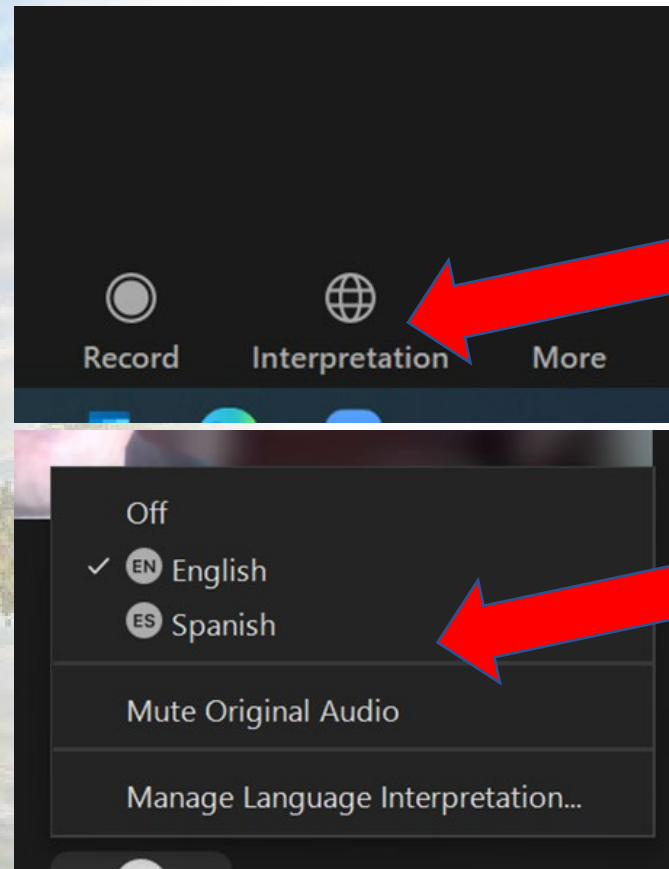 Record Interpretation More
Off
EN English
ES Spanish
Mute Original Audio
Manage Language Interpretation...